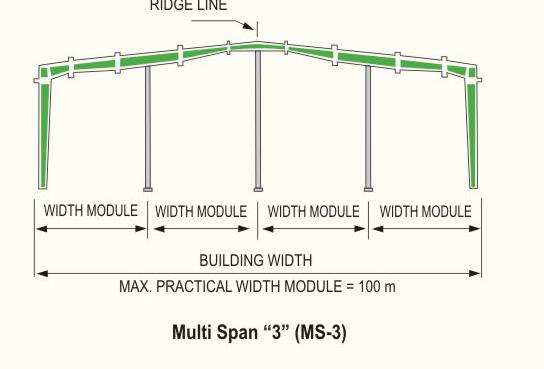 RIDGE LINE
WIDTH MODULE WIDTH MODULE WIDTH MODULE WIDTH MODULE
BUILDING WIDTH
MAX. PRACTICAL WIDTH MODULE = 100 m
Multi Span “3” (MS-3)